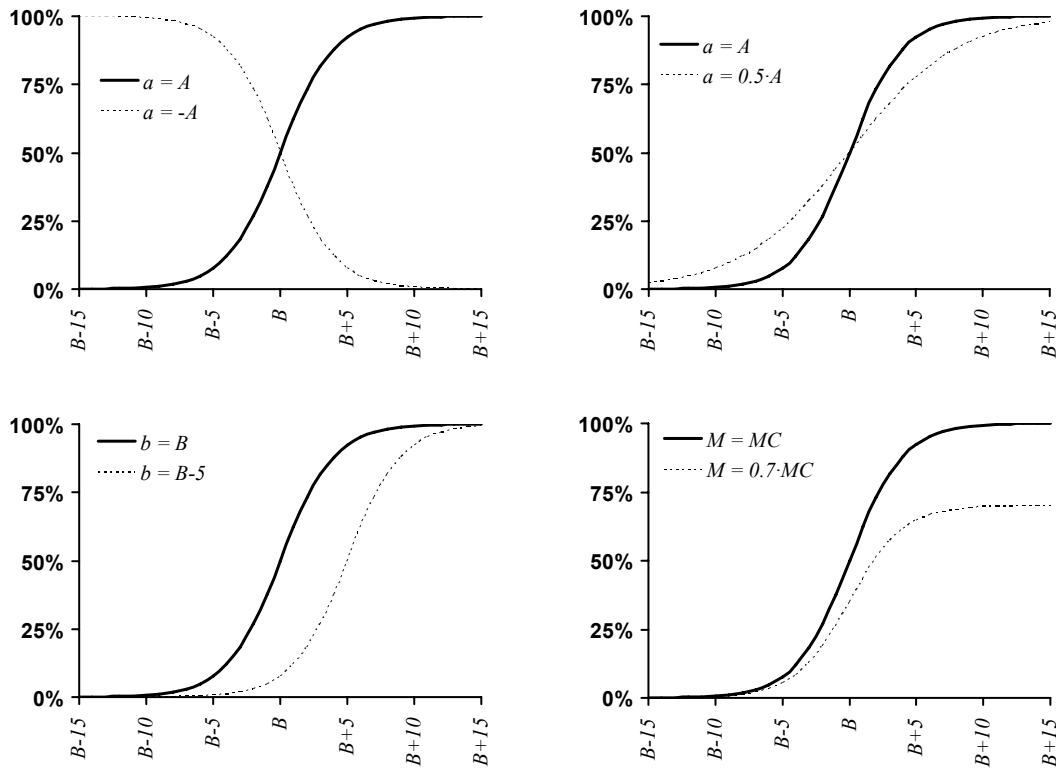 100%
75%
50%
25%
0%
a = A
a = -A
B-15
B-10
B-5
B
B+5
B+10
B+15
100%
75%
50%
25%
0%
a = A
a = 0.5·A
B-15
B-10
B-5
B
B+5
B+10
B+15
100%
75%
50%
25%
0%
b = B
b = B-5
B-15
B-10
B-5
B
B+5
B+10
B+15
100%
75%
50%
25%
0%
M = MC
M = 0.7·MC
B-15
B-10
B-5
B
B+5
B+10
B+15